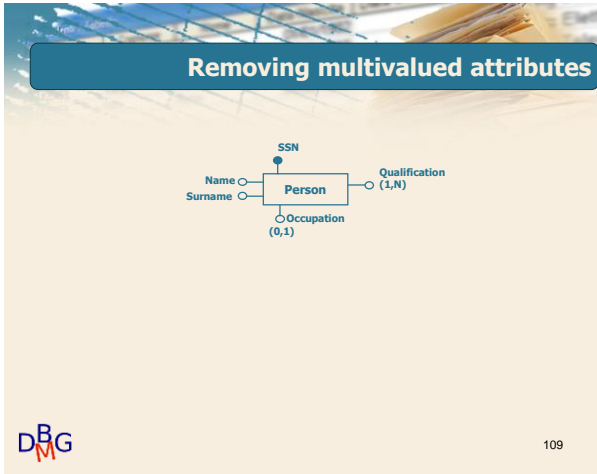 Removing multivalued attributes
SSN
Name
Surname
Person
Qualification
(1,N)
Occupation
(0,1)
DBMG
109